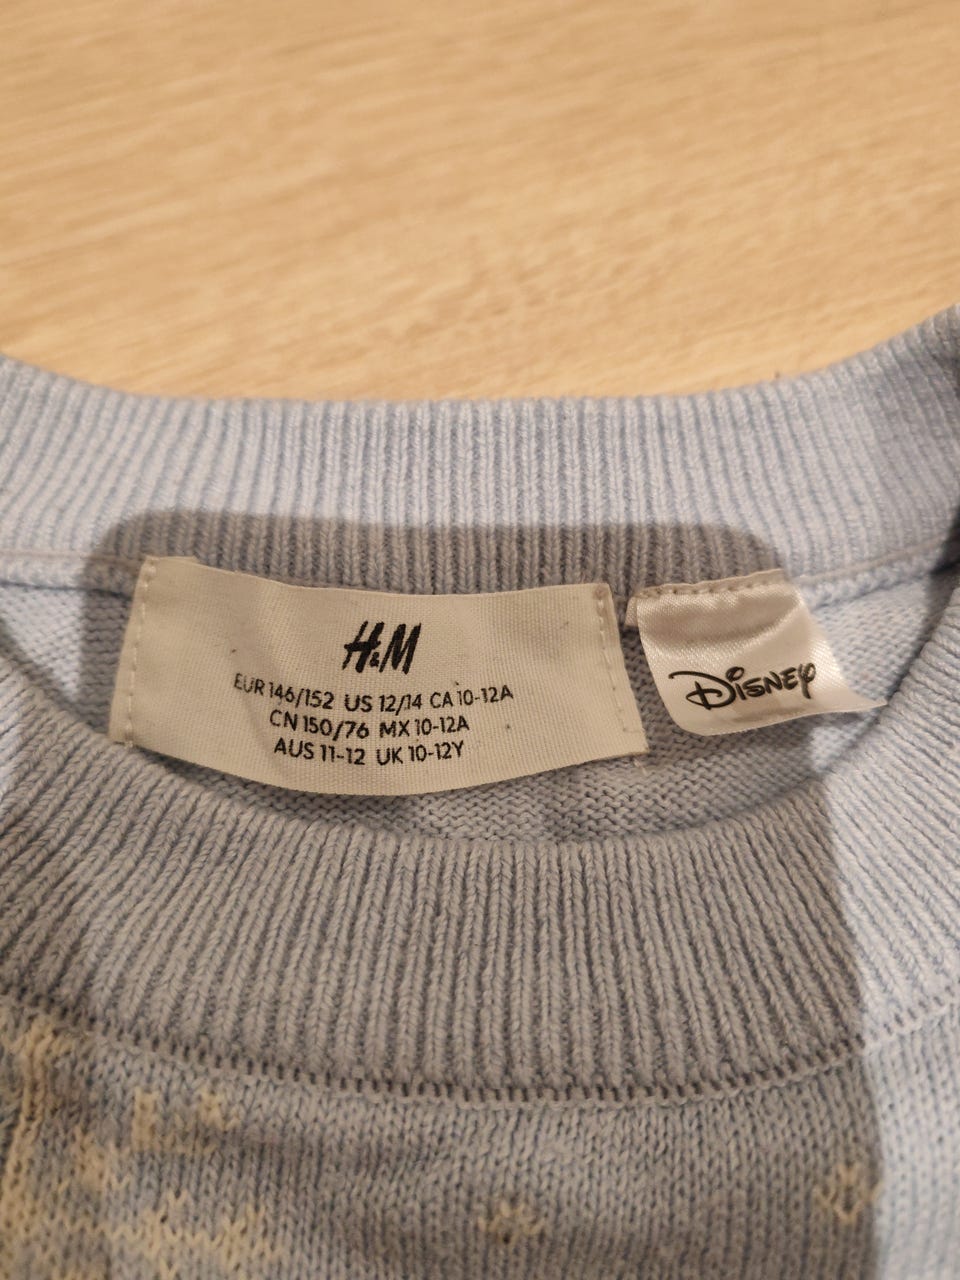 H&M
EUR 146/152 US 12/14 CA 10-12A
CN 150/76 MX 10-12A
AUS 11-12 UK 10-12Y
Disney